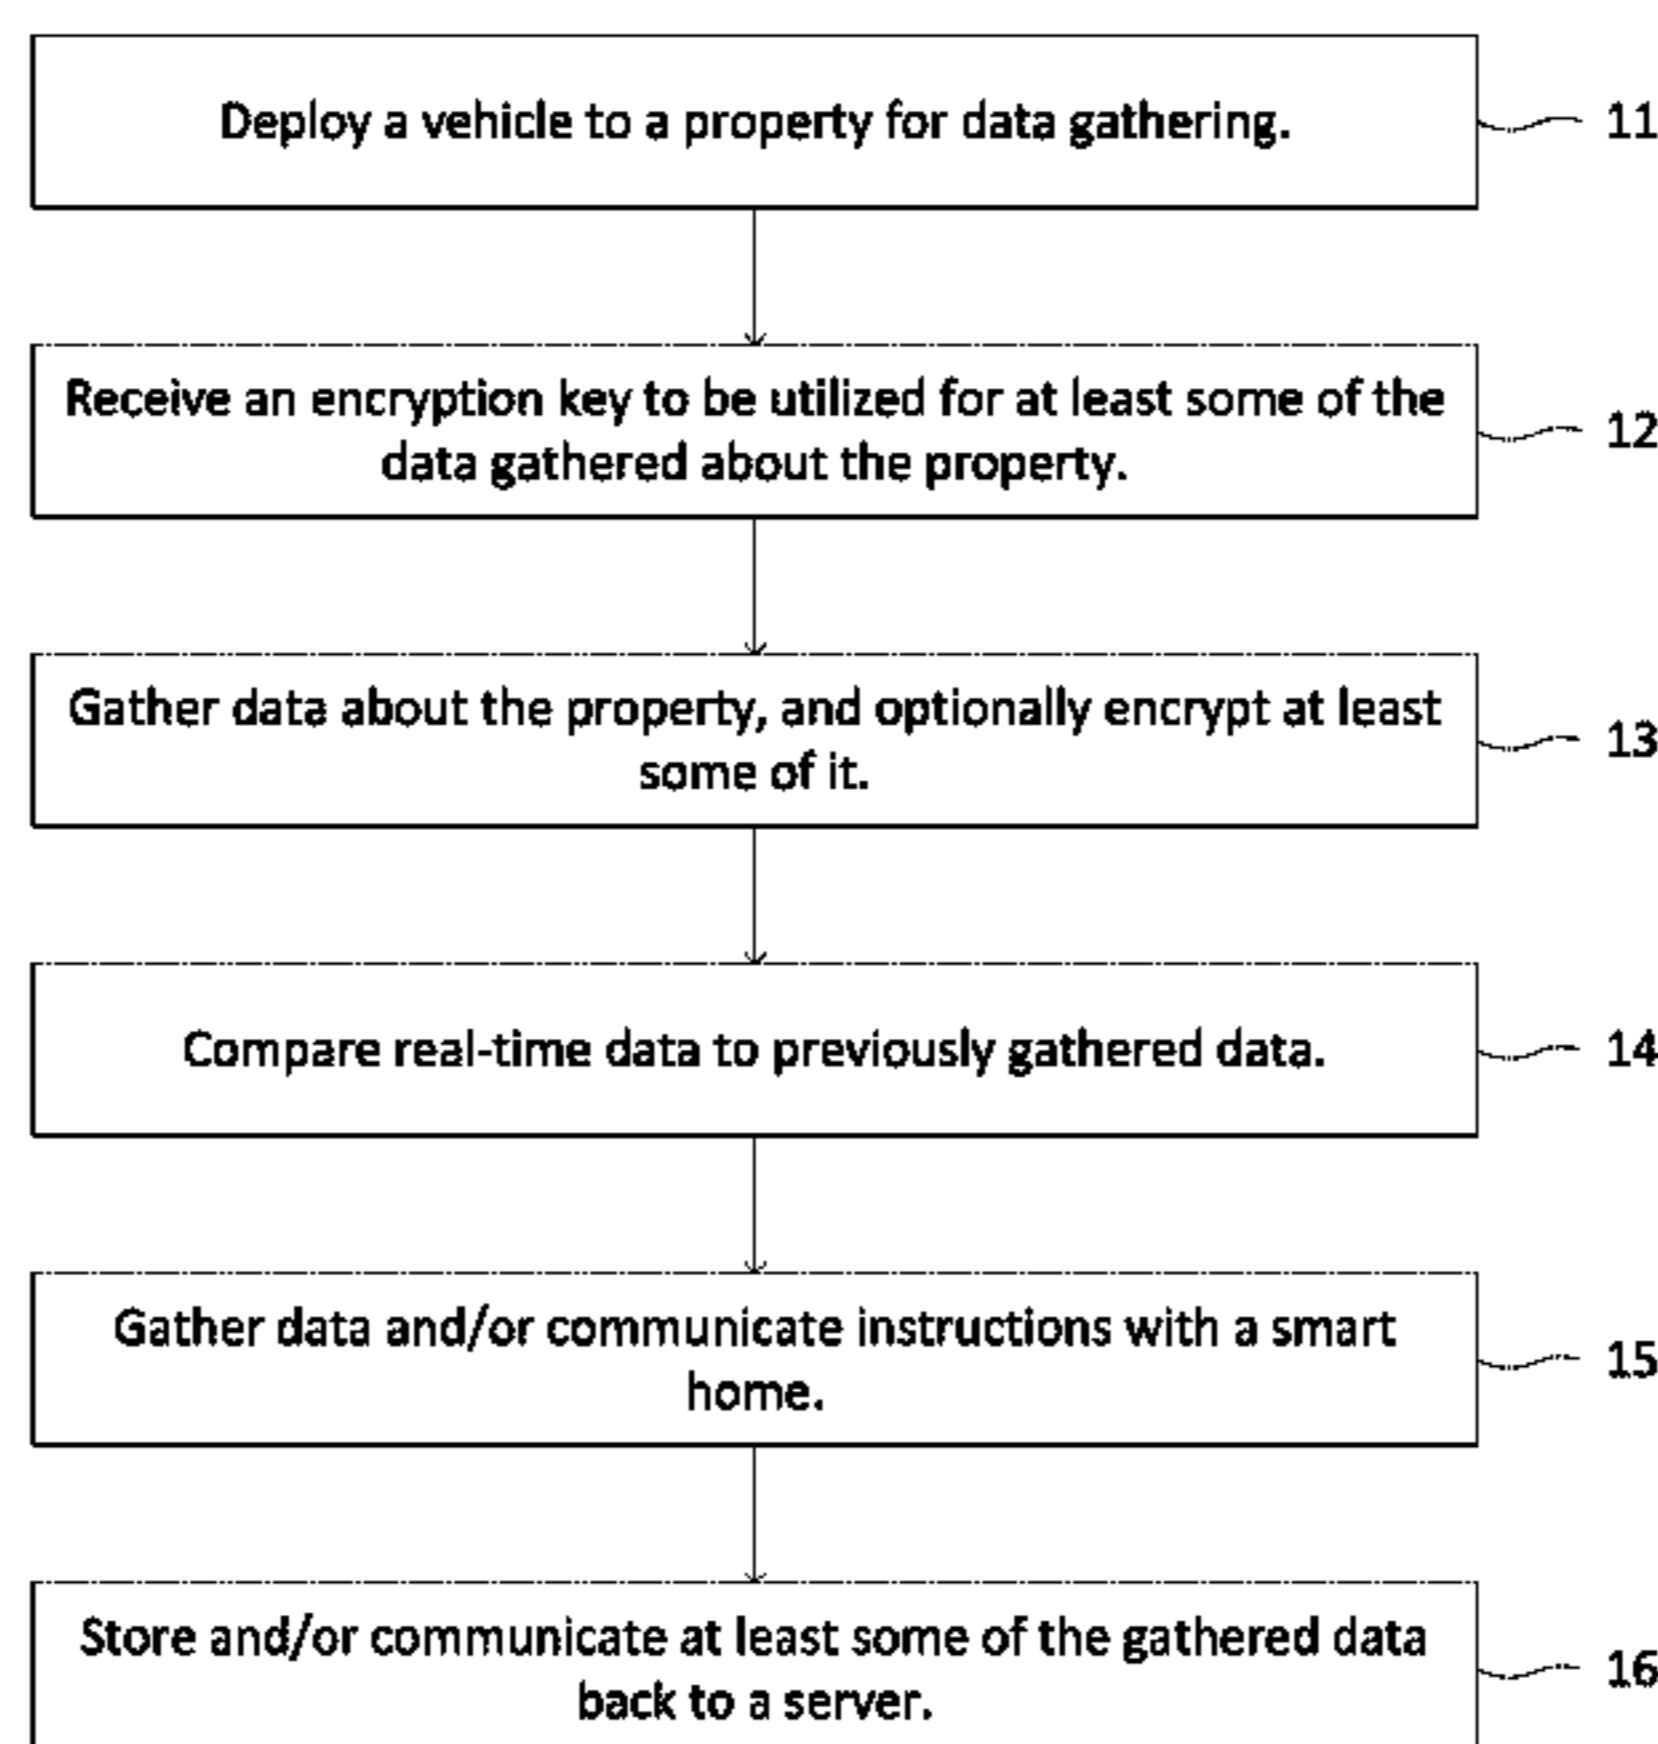 Deploy a vehicle to a property for data gathering.
11
Receive an encryption key to be utilized for at least some of the
data gathered about the property.
12
Gather data about the property, and optionally encrypt at least
some of it.
13
Compare real-time data to previously gathered data.
14
Gather data and/or communicate instructions with a smart
home.
15
Store and/or communicate at least some of the gathered data
back to a server.
16